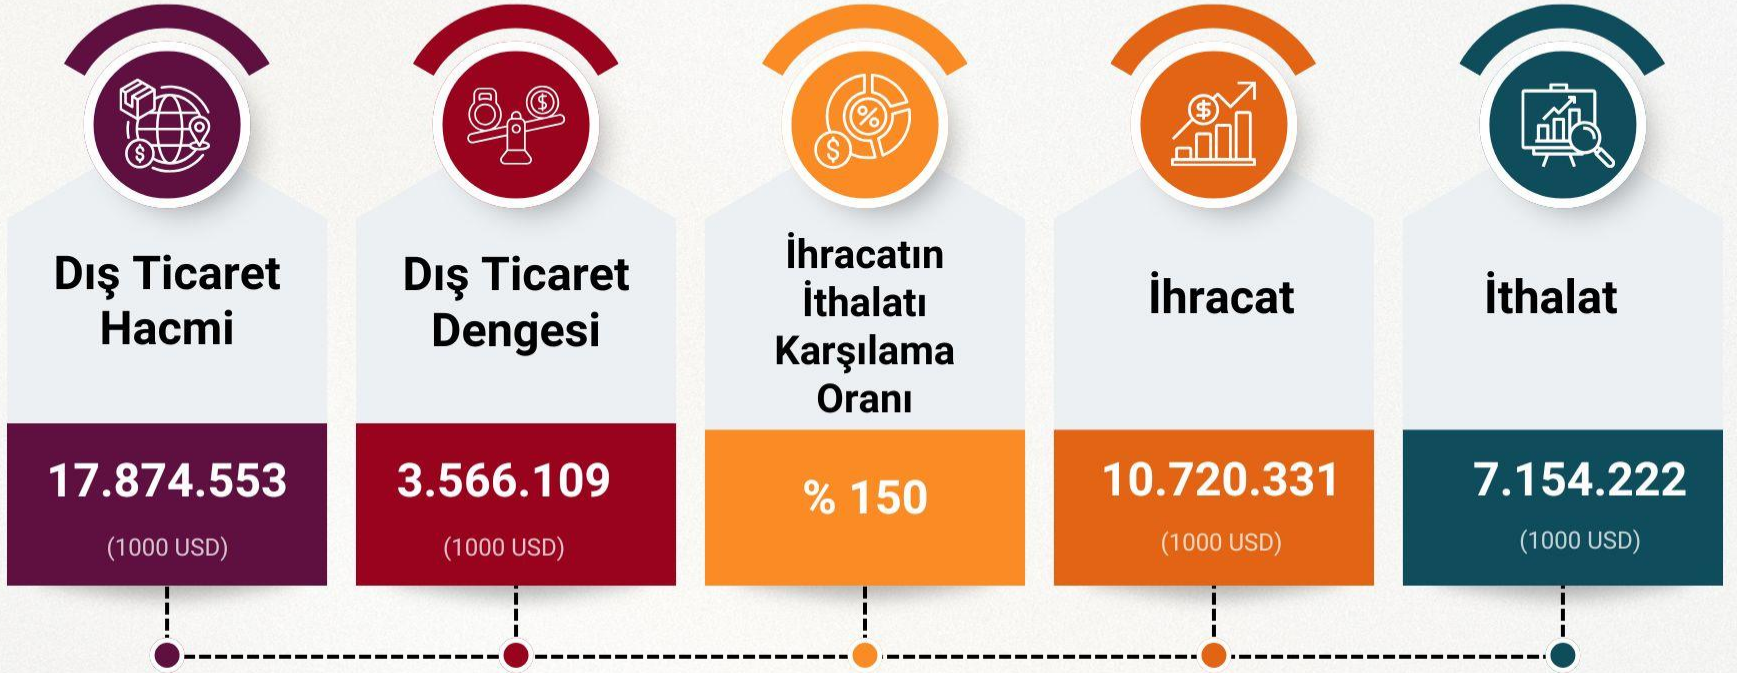 Dış Ticaret
Hacmi
17.874.553
(1000 USD)
Dış Ticaret
Dengesi
3.566.109
(1000 USD)
İhracatın
İthalatı
Karşılama
Oranı
% 150
İhracat
10.720.331
(1000 USD)
İthalat
7.154.222
(1000 USD)